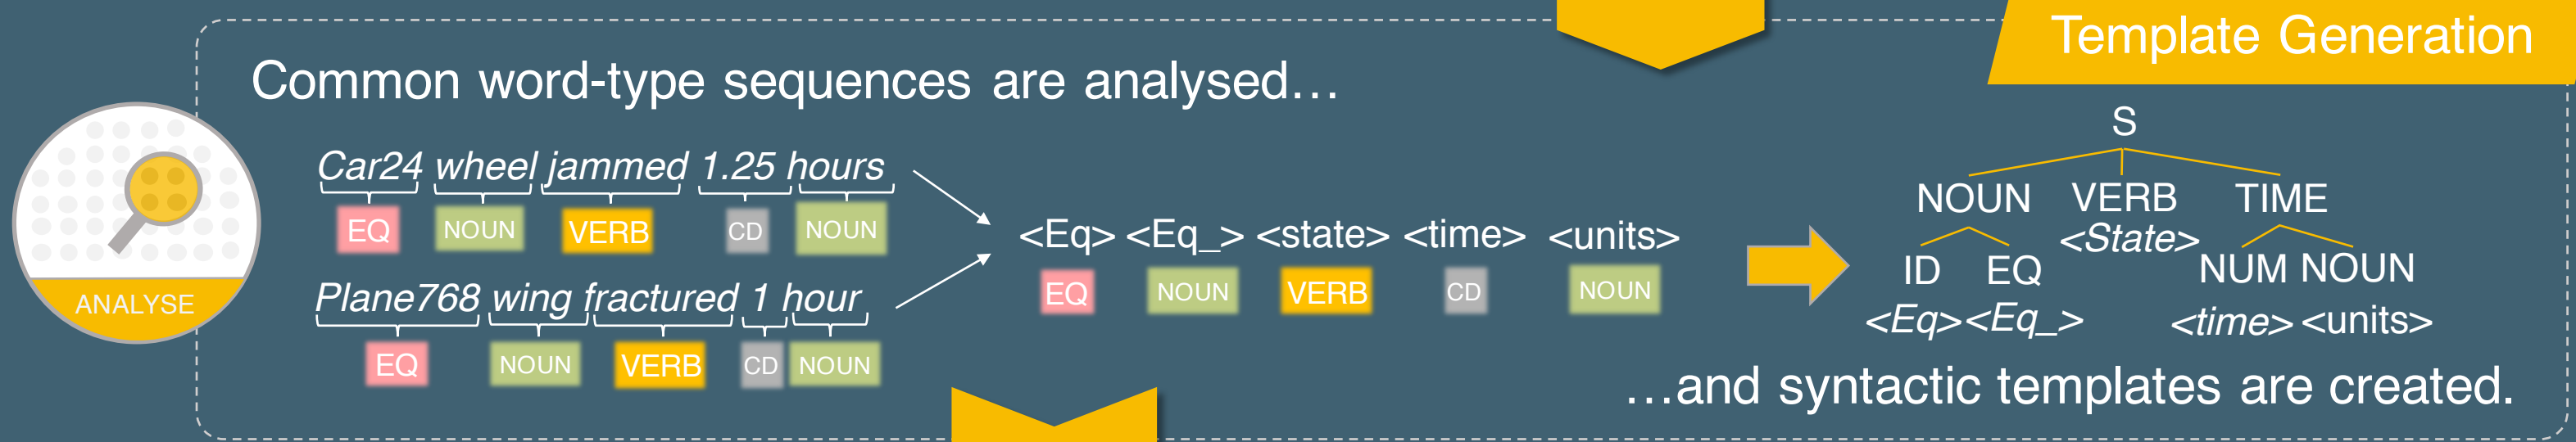 Template Generation
Common word-type sequences are analysed…
ANALYSE
Car24 wheel jammed 1.25 hours
EQ NOUN VERB CD NOUN
Plane768 wing fractured 1 hour
EQ NOUN VERB CD NOUN
<Eq> <Eq_> <state> <time> <units>
EQ NOUN VERB CD NOUN
S
NOUN VERB TIME
<State>
ID EQ NUM NOUN
<Eq> <Eq_> <time> <units>
…and syntactic templates are created.